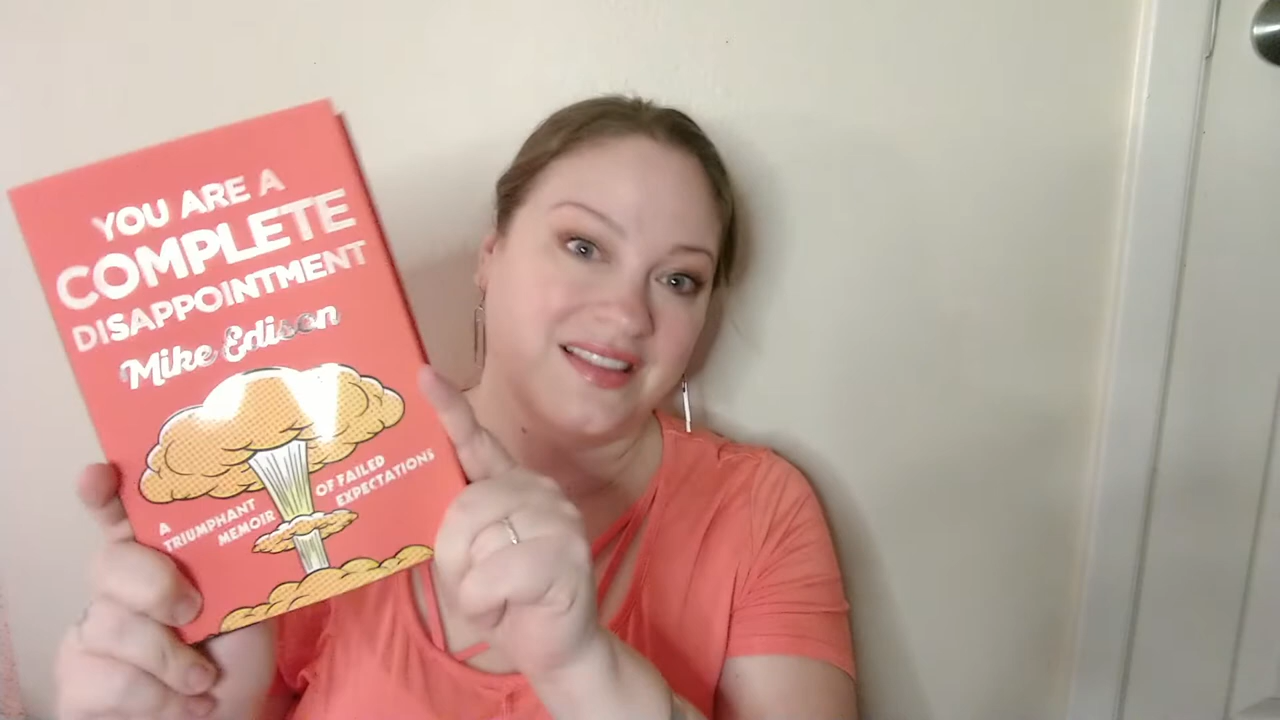 YOU ARE A
COMPLETE
DISAPPOINTMENT
Mike Edison
A
TRIUMPHANT
MEMOIR
OF FAILED
EXPECTATIONS